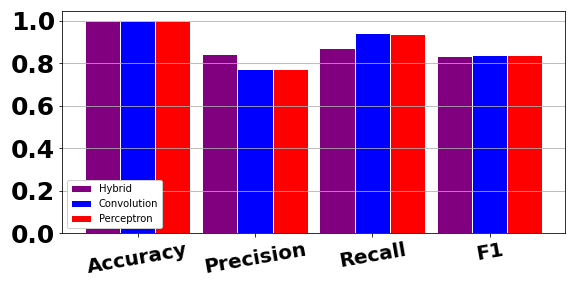 1.0
0.8
0.6
0.4
0.2
0.0
Hybrid
Convolution
Perceptron
Accuracy
Precision
Recall
F1